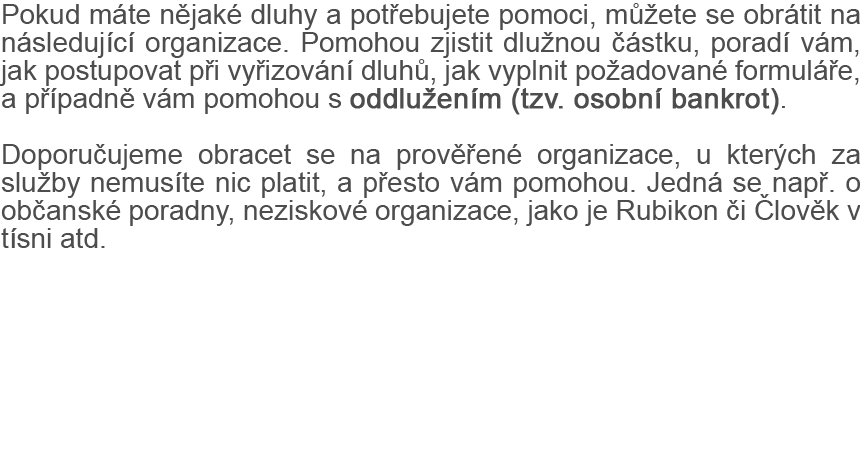 Pokud máte nějaké dluhy a potřebujete pomoci, můžete se obrátit na
následující organizace. Pomohou zjistit dlužnou částku, poradí vám,
jak postupovat při vyřizování dluhů, jak vyplnit požadované formuláře,
a případně vám pomohou s oddlužením (tzv. osobní bankrot).
Doporučujeme obracet se na prověřené organizace, u kterých za
služby nemusíte nic platit, a přesto vám pomohou. Jedná se např. o
občanské poradny, neziskové organizace, jako je Rubikon či Člověk v
tísni atd.